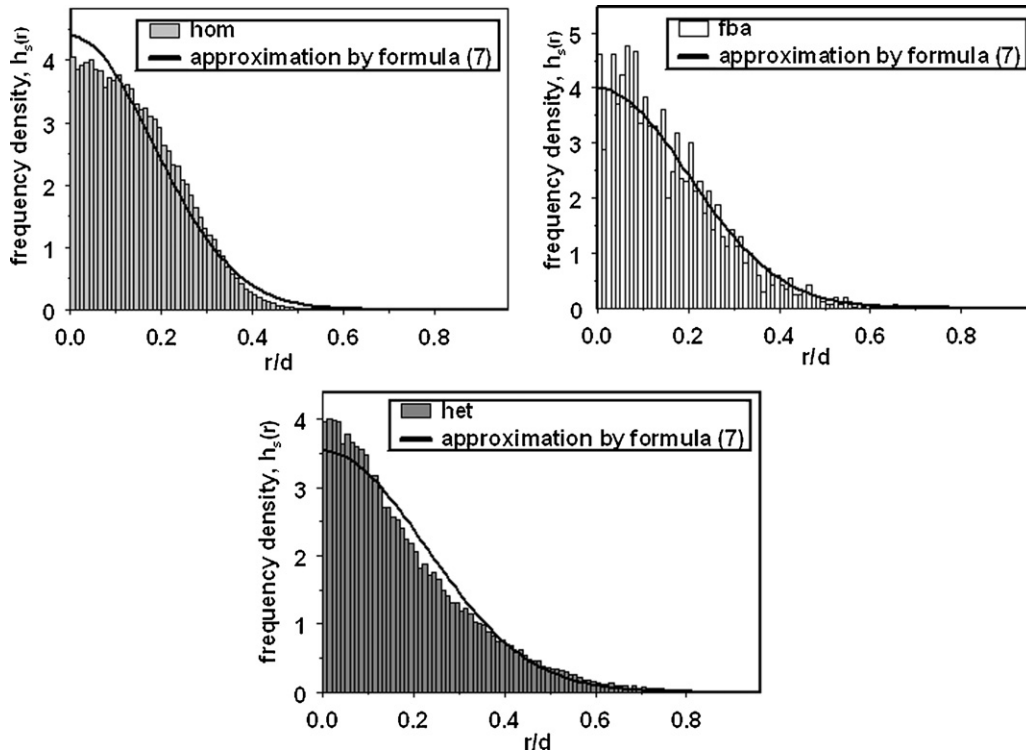 hom
approximation by formula (7)
frequency density, hₛ(r)
4
3
2
1
0
0.0 0.2 0.4 0.6 0.8
r/d
fba
approximation by formula (7)
frequency density, hₛ(r)
5
4
3
2
1
0
0.0 0.2 0.4 0.6 0.8
r/d
het
approximation by formula (7)
frequency density, hₛ(r)
4
3
2
1
0
0.0 0.2 0.4 0.6 0.8
r/d